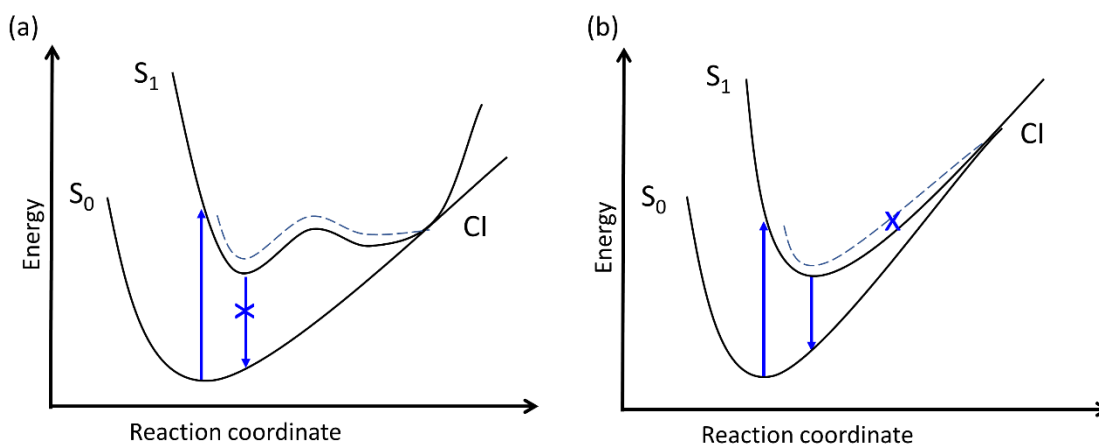 (a)
S₁
S₀
CI
Energy
Reaction coordinate
(b)
S₁
S₀
CI
X
Energy
Reaction coordinate